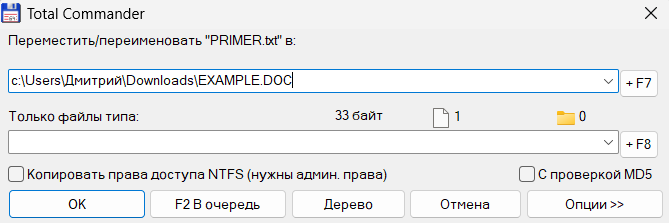 Total Commander
Переместить/переименовать "PRIMER.txt" в:
c:\Users\Дмитрий\Downloads\EXAMPLE.DOC
+ F7
Только файлы типа: 33 байт 1 0
+ F8
Копировать права доступа NTFS (нужны админ. права) С проверкой MD5
OK F2 В очередь Дерево Отмена Опции >>